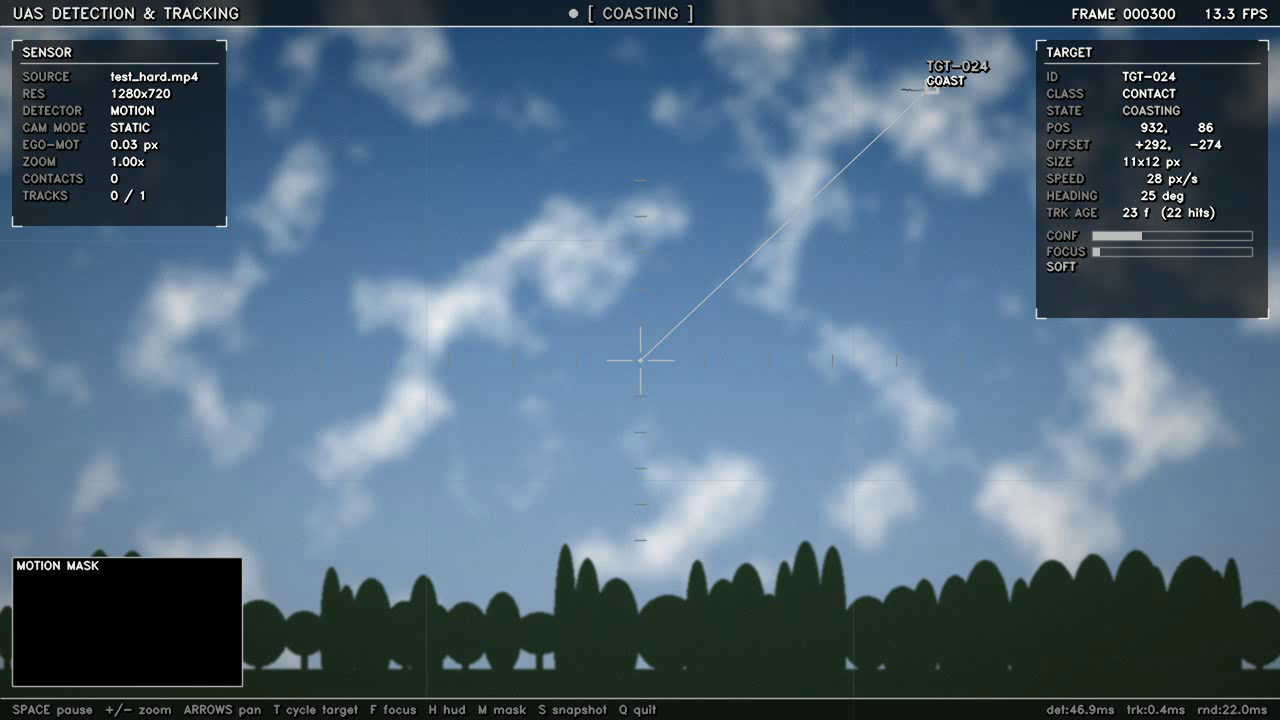 UAS DETECTION & TRACKING
[ COASTING ]
FRAME 000300 13.3 FPS
SENSOR
SOURCE test_hard.mp4
RES 1280x720
DETECTOR MOTION
CAM MODE STATIC
EGO-MOT 0.03 px
ZOOM 1.00x
CONTACTS 0
TRACKS 0 / 1
TGT-024
COAST
TARGET
ID TGT-024
CLASS CONTACT
STATE COASTING
POS 932, 86
OFFSET +292, -274
SIZE 11x12 px
SPEED 28 px/s
HEADING 25 deg
TRK AGE 23 f (22 hits)
CONF
FOCUS
SOFT
MOTION MASK
SPACE pause +/- zoom ARROWS pan T cycle target F focus H hud M mask S snapshot Q quit
det:46.9ms trk:0.4ms rnd:22.0ms